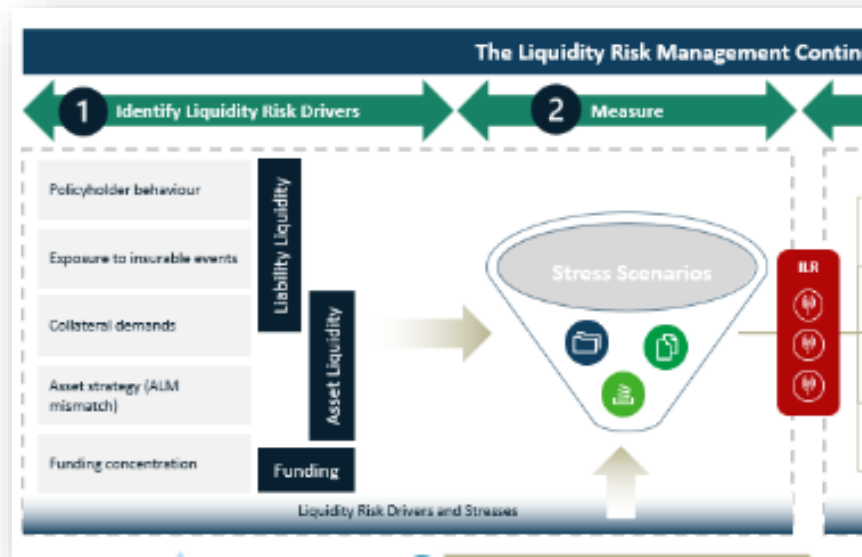 The Liquidity Risk Management Contin
1 Identify Liquidity Risk Drivers
2 Measure
Policyholder behaviour
Exposure to insurable events
Collateral demands
Asset strategy (ALM
mismatch)
Funding concentration
Liability Liquidity
Asset Liquidity
Funding
Stress Scenarios
ILR
Liquidity Risk Drivers and Stresses